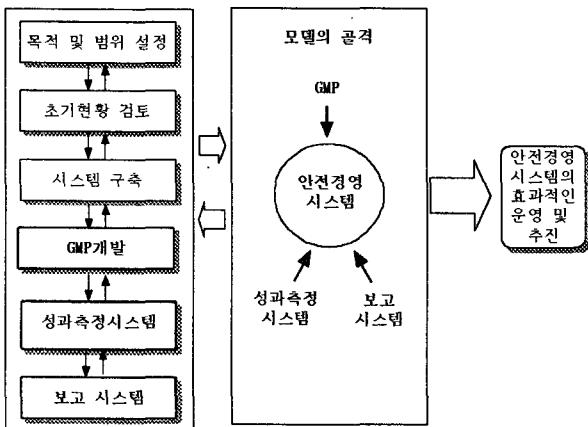 목적 및 범위 설정
초기현황 검토
시스템 구축
GMP개발
성과측정시스템
보고 시스템
모델의 골격
GMP
안전경영
시스템
성과측정
시스템
보고
시스템
안전경영
시스템의
효과적인
운영 및
추진